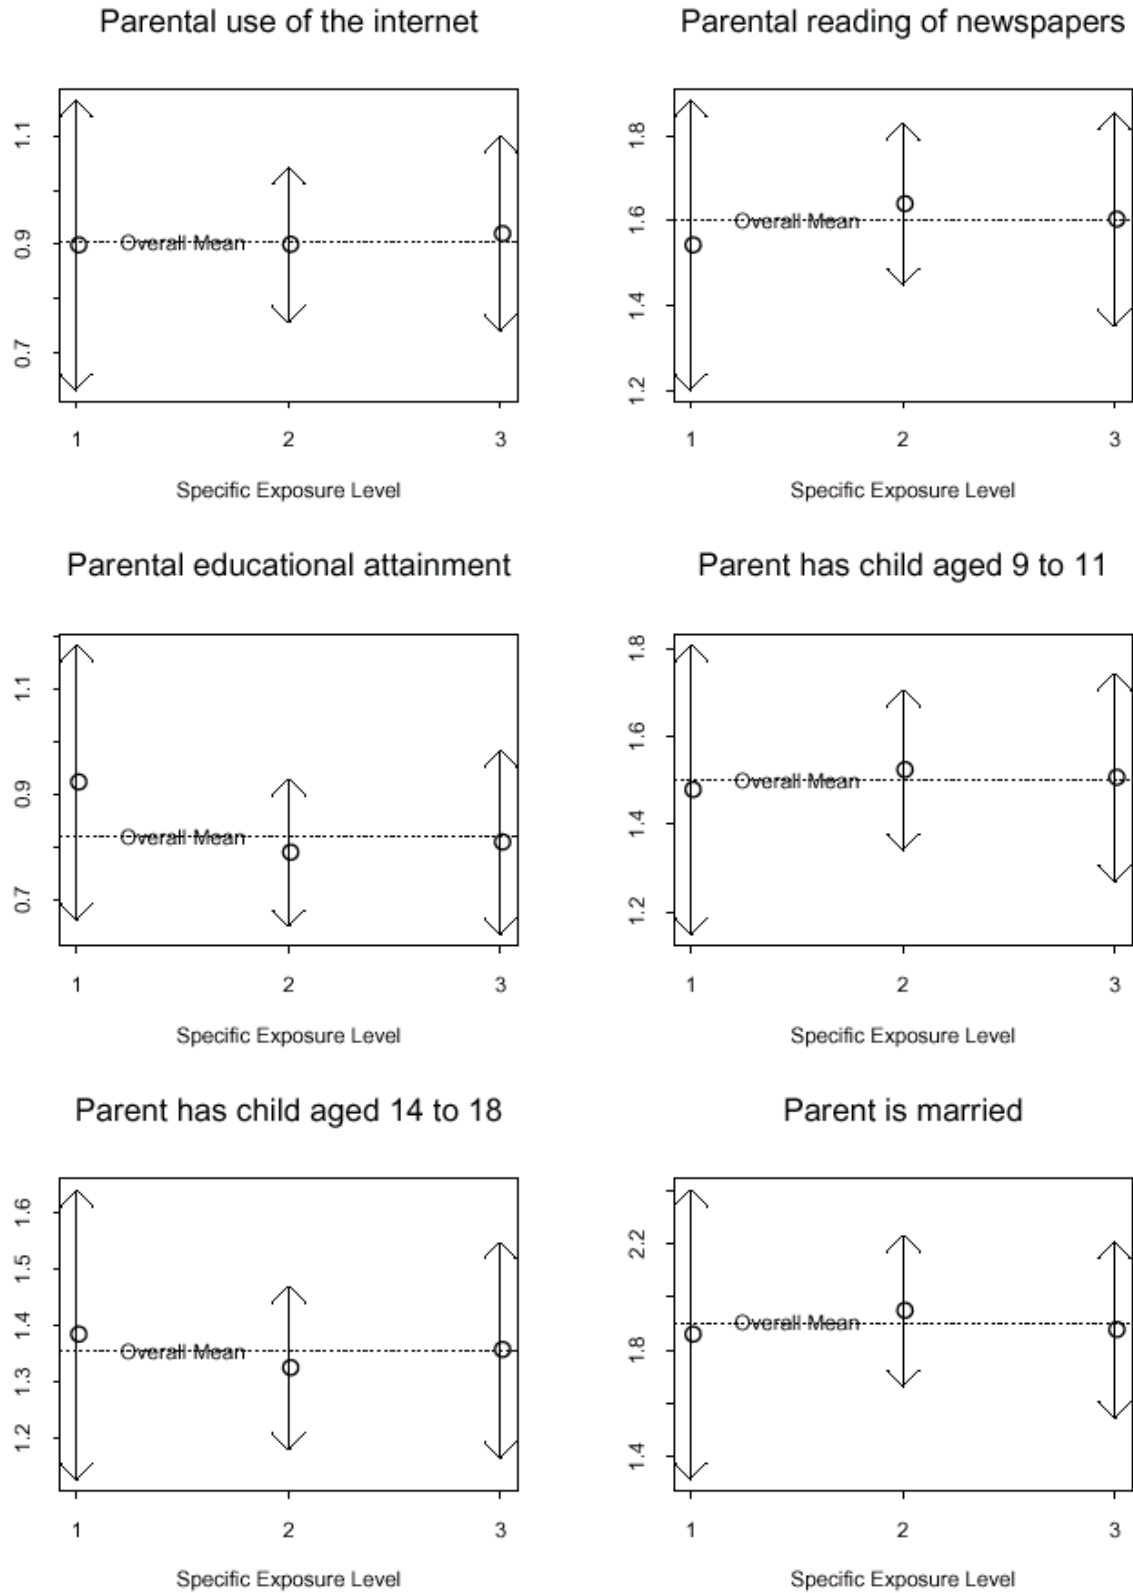 Parental use of the internet
1.1
0.9
0.7
Overall Mean
1 2 3
Specific Exposure Level
Parental reading of newspapers
1.8
1.6
1.4
1.2
Overall Mean
1 2 3
Specific Exposure Level
Parental educational attainment
1.1
0.9
0.7
Overall Mean
1 2 3
Specific Exposure Level
Parent has child aged 9 to 11
1.8
1.6
1.4
1.2
Overall Mean
1 2 3
Specific Exposure Level
Parent has child aged 14 to 18
1.6
1.5
1.4
1.3
1.2
Overall Mean
1 2 3
Specific Exposure Level
Parent is married
2.2
1.8
1.4
Overall Mean
1 2 3
Specific Exposure Level